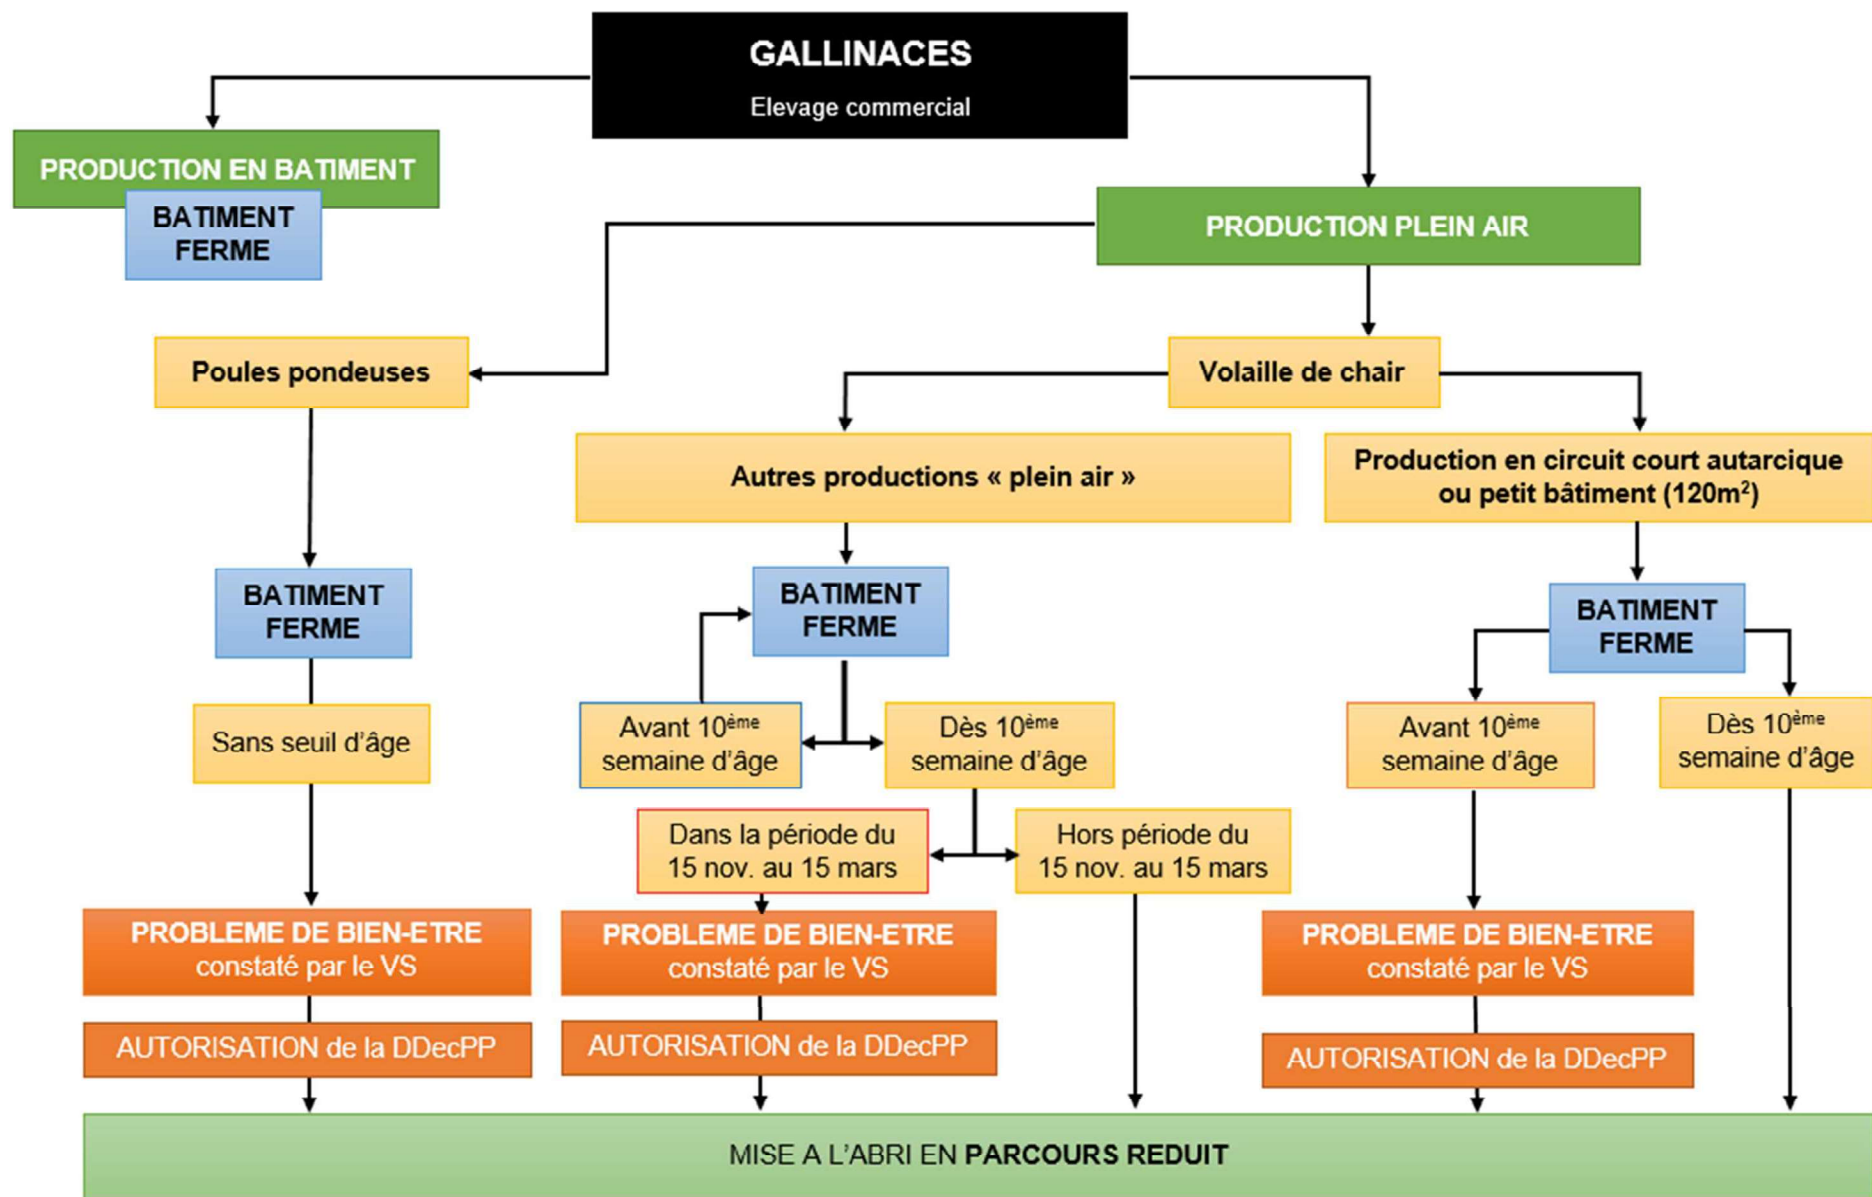 GALLINACES
Elevage commercial
PRODUCTION EN BATIMENT
BATIMENT
FERME
PRODUCTION PLEIN AIR
Poules pondeuses
Volaille de chair
Autres productions « plein air »
Production en circuit court autarcique
ou petit bâtiment (120m²)
BATIMENT
FERME
BATIMENT
FERME
BATIMENT
FERME
Sans seuil d'âge
Avant 10ème
semaine d'âge
Dès 10ème
semaine d'âge
Avant 10ème
semaine d'âge
Dès 10ème
semaine d'âge
Dans la période du
15 nov. au 15 mars
Hors période du
15 nov. au 15 mars
PROBLEME DE BIEN-ETRE
constaté par le VS
PROBLEME DE BIEN-ETRE
constaté par le VS
PROBLEME DE BIEN-ETRE
constaté par le VS
AUTORISATION de la DDecPP
AUTORISATION de la DDecPP
AUTORISATION de la DDecPP
MISE A L'ABRI EN PARCOURS REDUIT